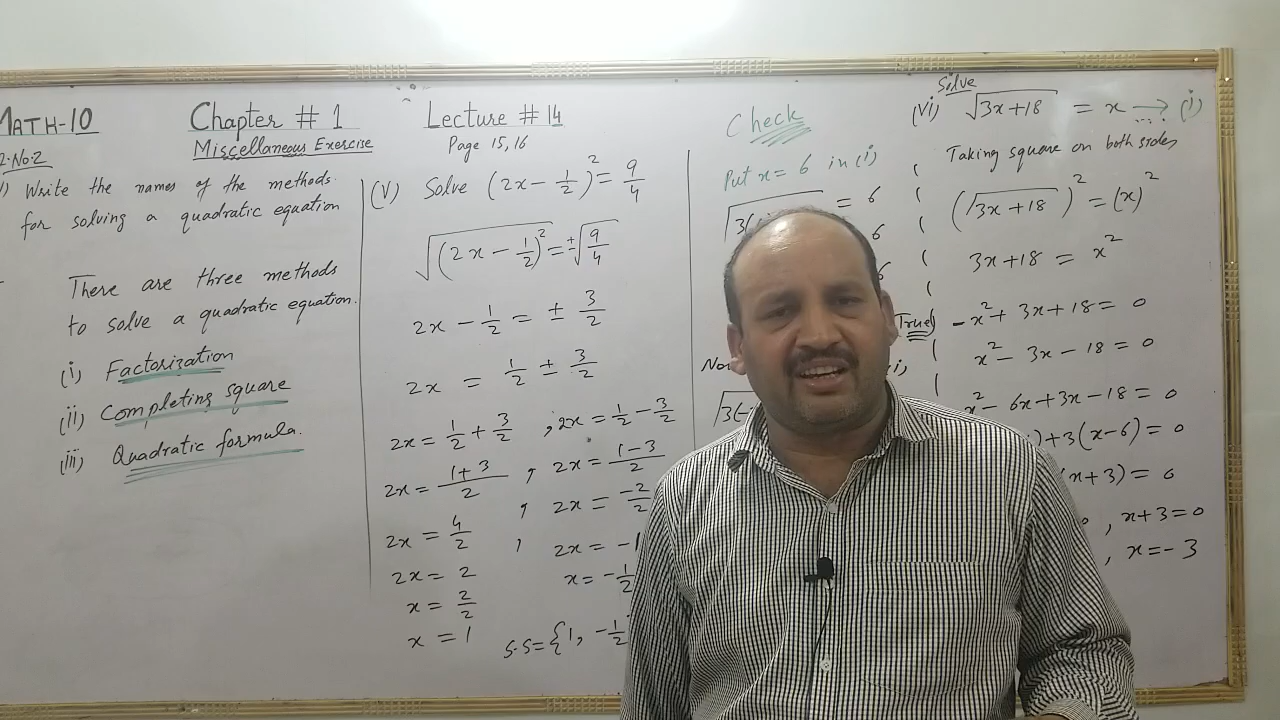 MATH-10
Chapter # 1
Lecture # 14
Miscellaneous Exercise
Page 15, 16
Q.No.2
Write the names of the methods
for solving a quadratic equation
There are three methods
to solve a quadratic equation.
(i) Factorization
(ii) Completing square
(iii) Quadratic formula.
(V) Solve (2x - 1/2)² = 9/4
√(2x - 1/2)² = ±√9/4
2x - 1/2 = ± 3/2
2x = 1/2 ± 3/2
2x = 1/2 + 3/2 , 2x = 1/2 - 3/2
2x = 1+3/2 , 2x = 1-3/2
2x = 4/2 , 2x = -2/2
2x = 2 , 2x = -1
x = 2/2 x = -1/2
x = 1
S.S = {1, -1/2
Check
Put x = 6 in (i)
√3( = 6
6
6
(True)
√3(-
Solve
(Vi) √3x+18 = x → (i)
Taking square on both sides
(√3x+18)² = (x)²
3x+18 = x²
-x² + 3x + 18 = 0
x² - 3x - 18 = 0
x² - 6x + 3x - 18 = 0
) + 3(x-6) = 0
x+3) = 0
, x+3 = 0
, x = -3